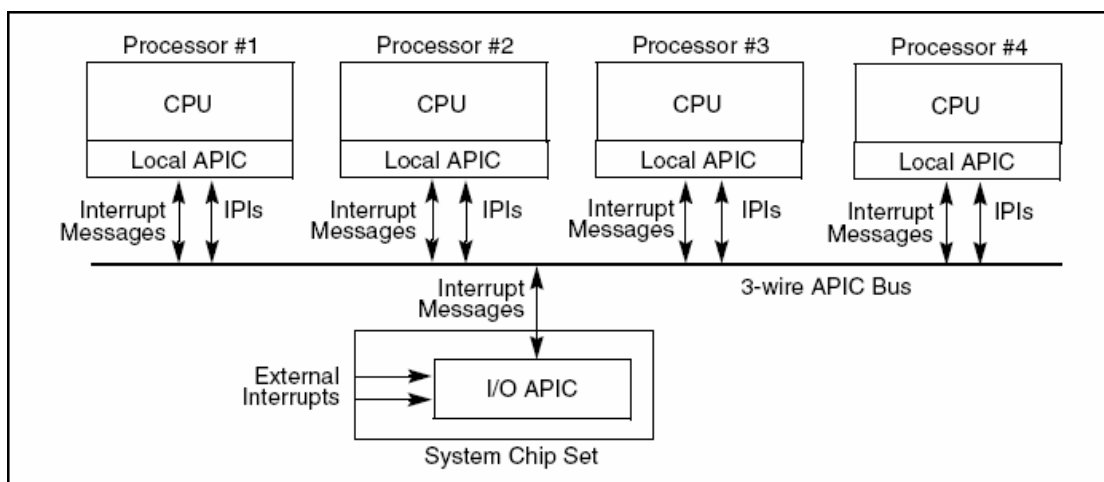 Processor #1
Processor #2
Processor #3
Processor #4
CPU
CPU
CPU
CPU
Local APIC
Local APIC
Local APIC
Local APIC
Interrupt
Messages
IPIs
Interrupt
Messages
IPIs
Interrupt
Messages
IPIs
Interrupt
Messages
IPIs
3-wire APIC Bus
Interrupt
Messages
External
Interrupts
I/O APIC
System Chip Set